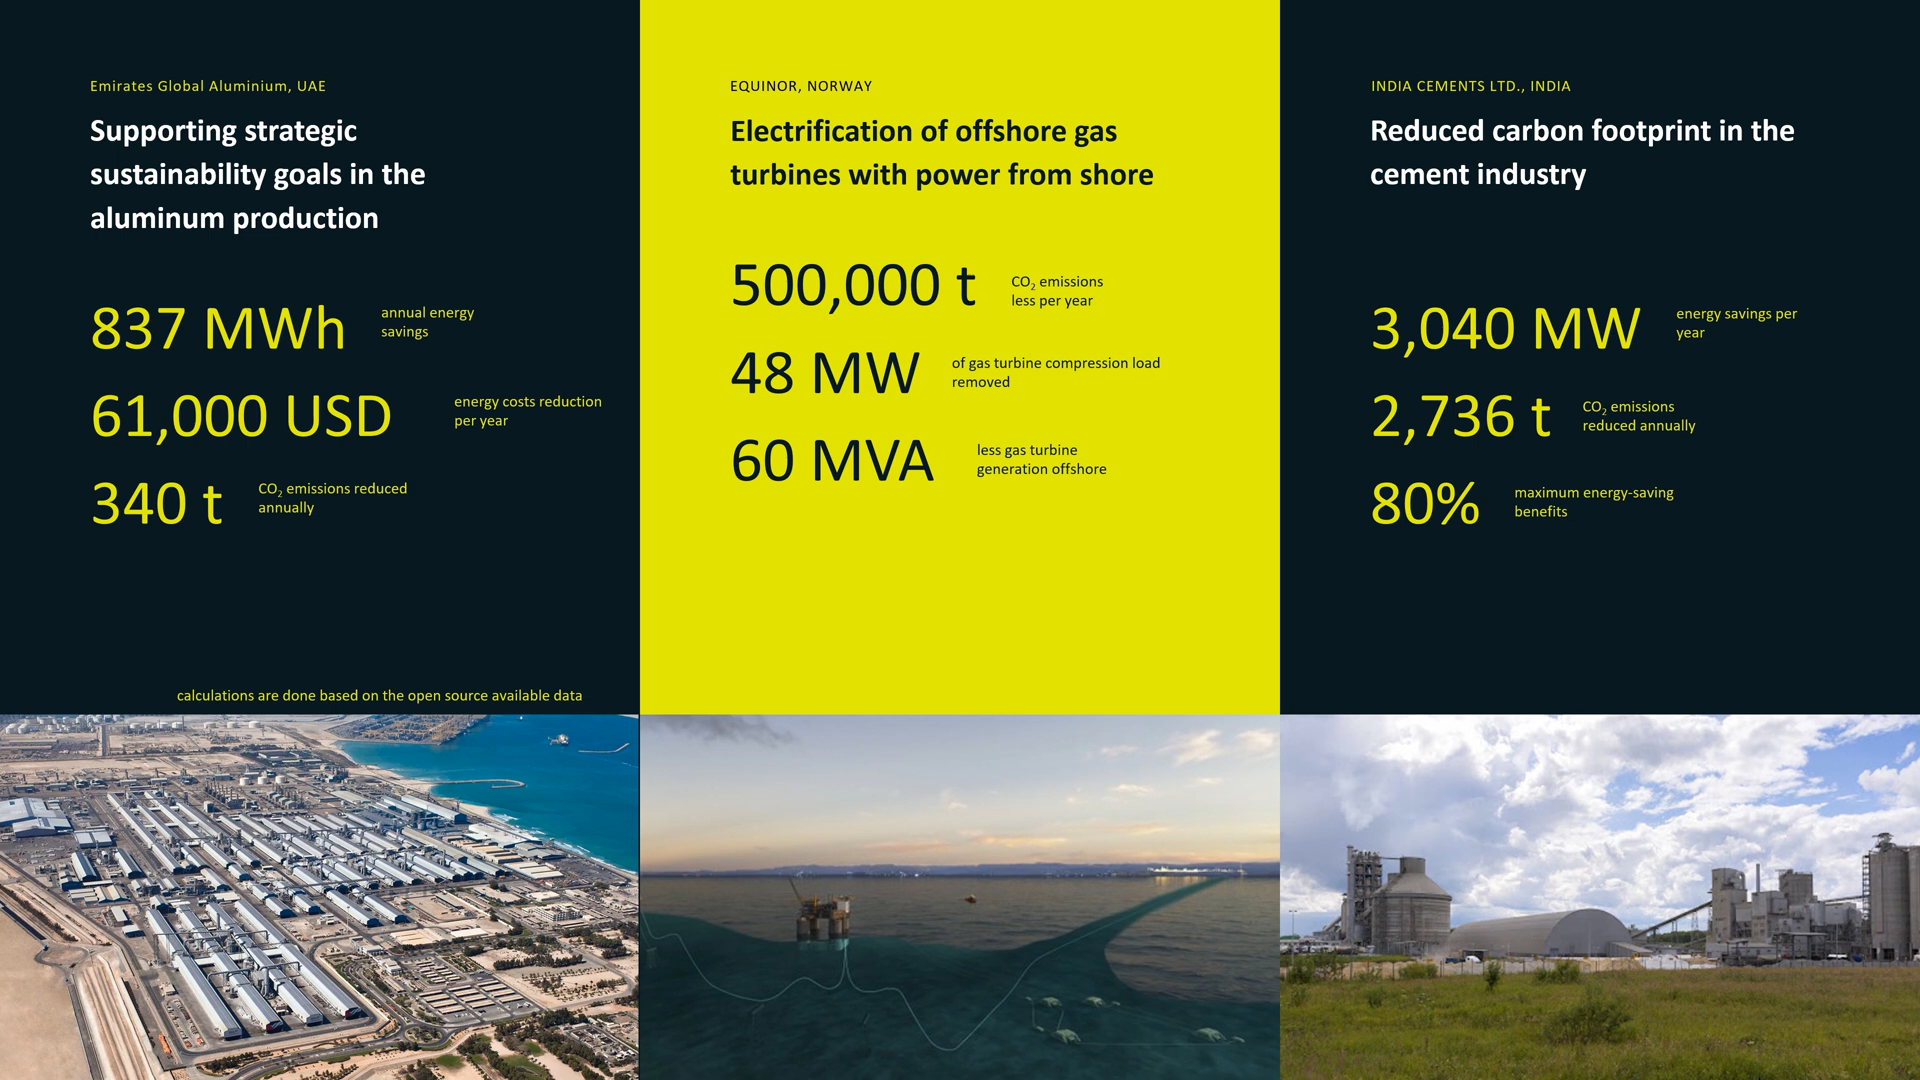 Emirates Global Aluminium, UAE
Supporting strategic
sustainability goals in the
aluminum production
837 MWh
annual energy
savings
61,000 USD
energy costs reduction
per year
340 t
CO₂ emissions reduced
annually
calculations are done based on the open source available data
EQUINOR, NORWAY
Electrification of offshore gas
turbines with power from shore
500,000 t
CO₂ emissions
less per year
48 MW
of gas turbine compression load
removed
60 MVA
less gas turbine
generation offshore
INDIA CEMENTS LTD., INDIA
Reduced carbon footprint in the
cement industry
3,040 MW
energy savings per
year
2,736 t
CO₂ emissions
reduced annually
80%
maximum energy-saving
benefits